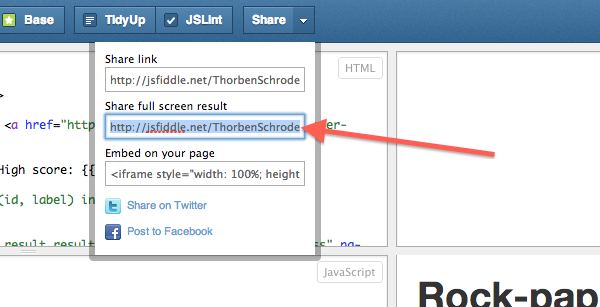 Base TidyUp JSLint Share
Share link
http://jsfiddle.net/ThorbenSchrode
HTML
>
Share full screen result
<a href="http
http://jsfiddle.net/ThorbenSchrode
er-
Embed on your page
High score: {{
<iframe style="width: 100%; height
(id, label) in
Share on Twitter
Post to Facebook
result result
ss" na-
JavaScript
Rock-pap